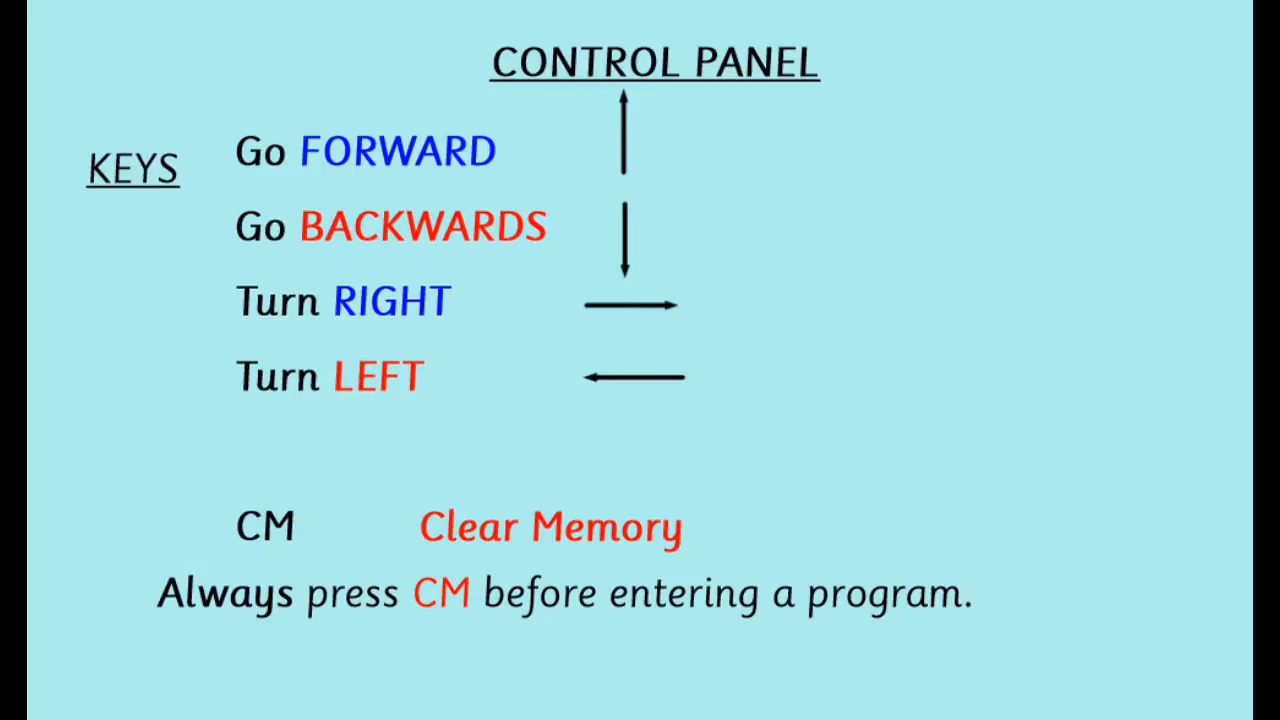 CONTROL PANEL
KEYS
Go FORWARD
Go BACKWARDS
Turn RIGHT
Turn LEFT
CM Clear Memory
Always press CM before entering a program.